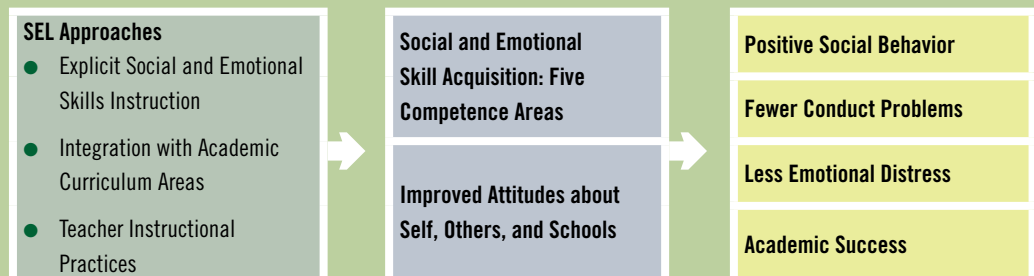 SEL Approaches
● Explicit Social and Emotional
Skills Instruction
● Integration with Academic
Curriculum Areas
● Teacher Instructional
Practices
Social and Emotional
Skill Acquisition: Five
Competence Areas
Improved Attitudes about
Self, Others, and Schools
Positive Social Behavior
Fewer Conduct Problems
Less Emotional Distress
Academic Success